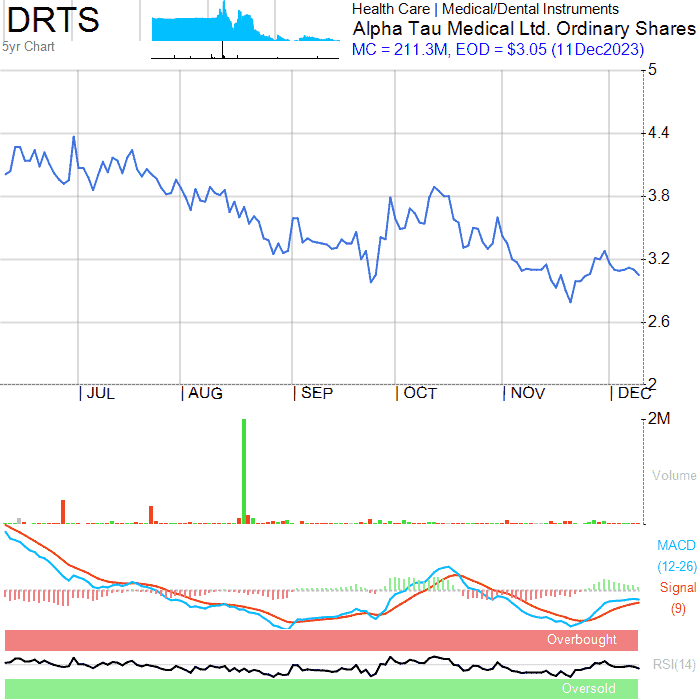 DRTS
5yr Chart
Health Care | Medical/Dental Instruments
Alpha Tau Medical Ltd. Ordinary Shares
MC = 211.3M, EOD = $3.05 (11Dec2023)
5
4.4
3.8
3.2
2.6
2
| JUL | AUG | SEP | OCT | NOV | DEC
2M
Volume
MACD
(12-26)
Signal
(9)
Overbought
RSI(14)
Oversold